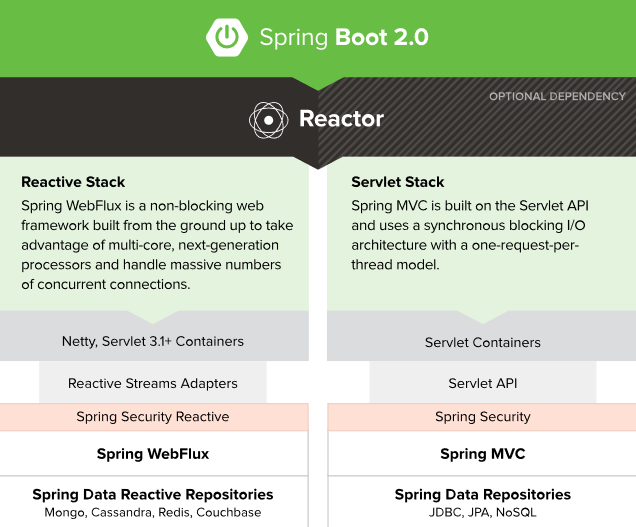 Spring Boot 2.0
OPTIONAL DEPENDENCY
Reactor
Reactive Stack
Spring WebFlux is a non-blocking web
framework built from the ground up to take
advantage of multi-core, next-generation
processors and handle massive numbers
of concurrent connections.
Servlet Stack
Spring MVC is built on the Servlet API
and uses a synchronous blocking I/O
architecture with a one-request-per-
thread model.
Netty, Servlet 3.1+ Containers
Servlet Containers
Reactive Streams Adapters
Servlet API
Spring Security Reactive
Spring Security
Spring WebFlux
Spring MVC
Spring Data Reactive Repositories
Mongo, Cassandra, Redis, Couchbase
Spring Data Repositories
JDBC, JPA, NoSQL